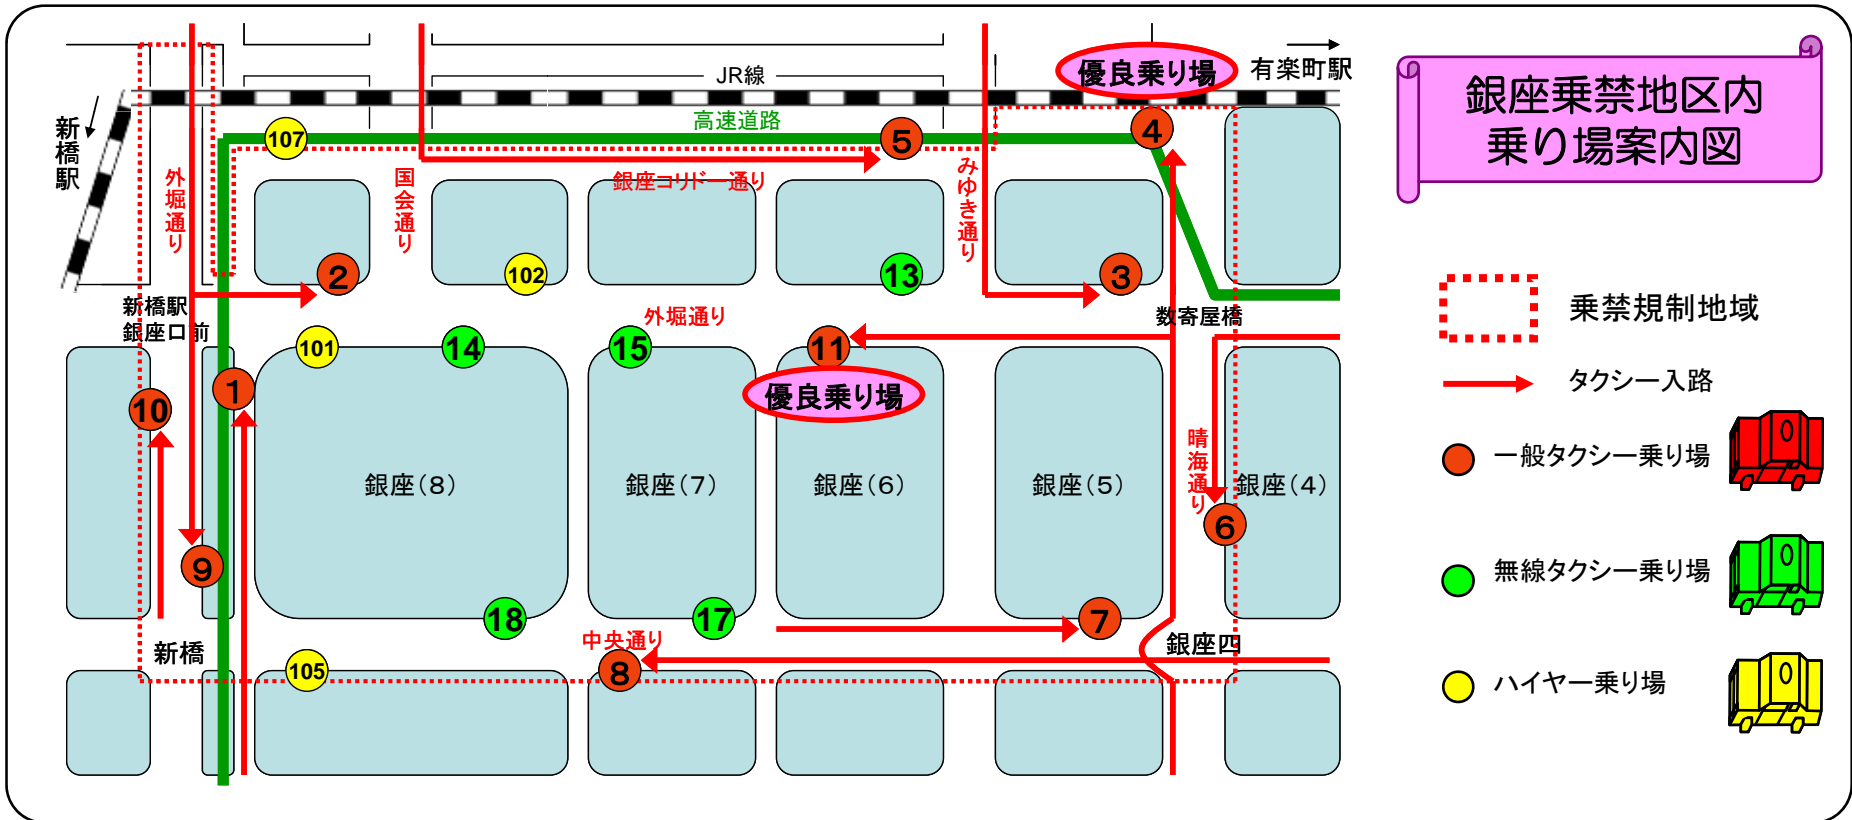 銀座乗禁地区内
乗り場案内図
優良乗り場
有楽町駅
JR線
高速道路
新橋駅
107
5
4
外堀通り
国会通り
銀座コリドー通り
みゆき通り
2
102
13
3
新橋駅
銀座口前
外堀通り
数寄屋橋
101
14
15
11
優良乗り場
1
10
晴海通り
銀座(8)
銀座(7)
銀座(6)
銀座(5)
銀座(4)
6
9
18
17
7
中央通り
新橋
銀座四
105
8
乗禁規制地域
タクシー入路
一般タクシー乗り場
無線タクシー乗り場
ハイヤー乗り場